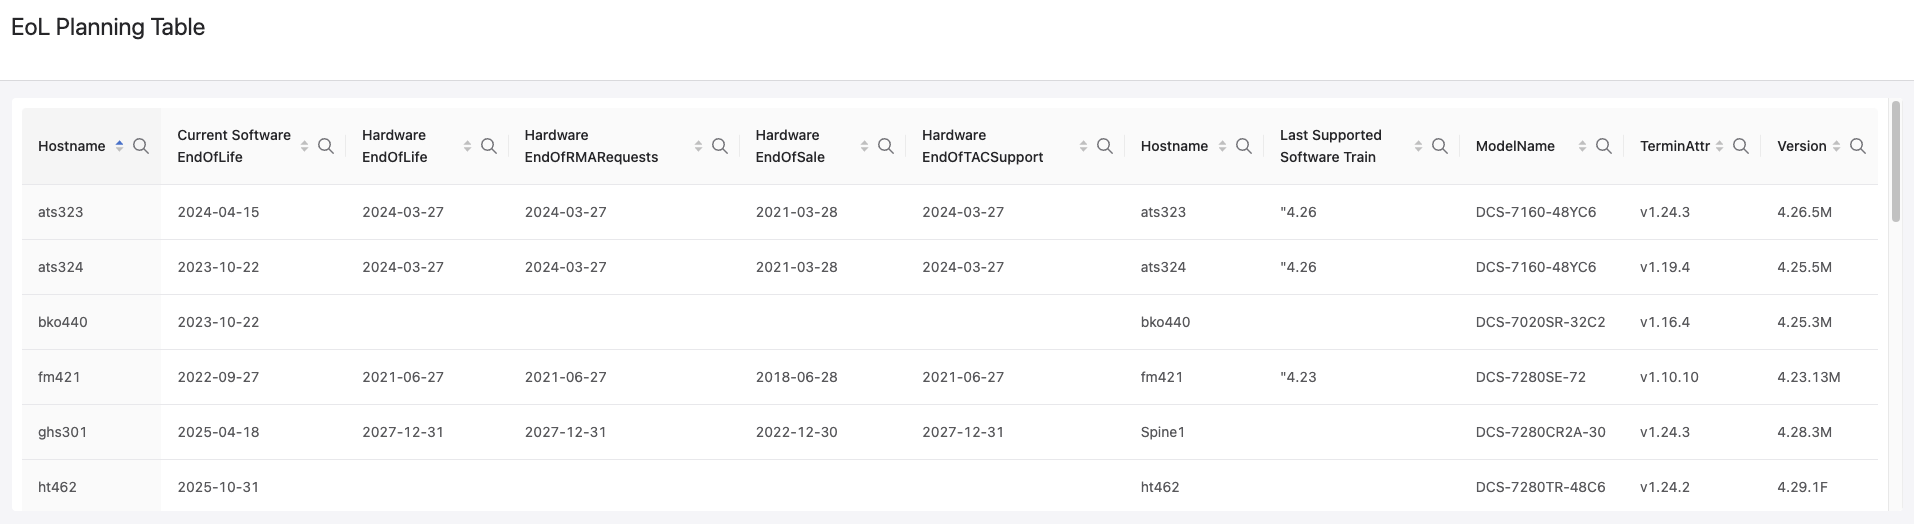 EoL Planning Table
Hostname Current Software EndOfLife Hardware EndOfLife Hardware EndOfRMARequests Hardware EndOfSale Hardware EndOfTACSupport Hostname Last Supported Software Train ModelName TerminAttr Version
ats323 2024-04-15 2024-03-27 2024-03-27 2021-03-28 2024-03-27 ats323 "4.26 DCS-7160-48YC6 v1.24.3 4.26.5M
ats324 2023-10-22 2024-03-27 2024-03-27 2021-03-28 2024-03-27 ats324 "4.26 DCS-7160-48YC6 v1.19.4 4.25.5M
bko440 2023-10-22 bko440 DCS-7020SR-32C2 v1.16.4 4.25.3M
fm421 2022-09-27 2021-06-27 2021-06-27 2018-06-28 2021-06-27 fm421 "4.23 DCS-7280SE-72 v1.10.10 4.23.13M
ghs301 2025-04-18 2027-12-31 2027-12-31 2022-12-30 2027-12-31 Spine1 DCS-7280CR2A-30 v1.24.3 4.28.3M
ht462 2025-10-31 ht462 DCS-7280TR-48C6 v1.24.2 4.29.1F